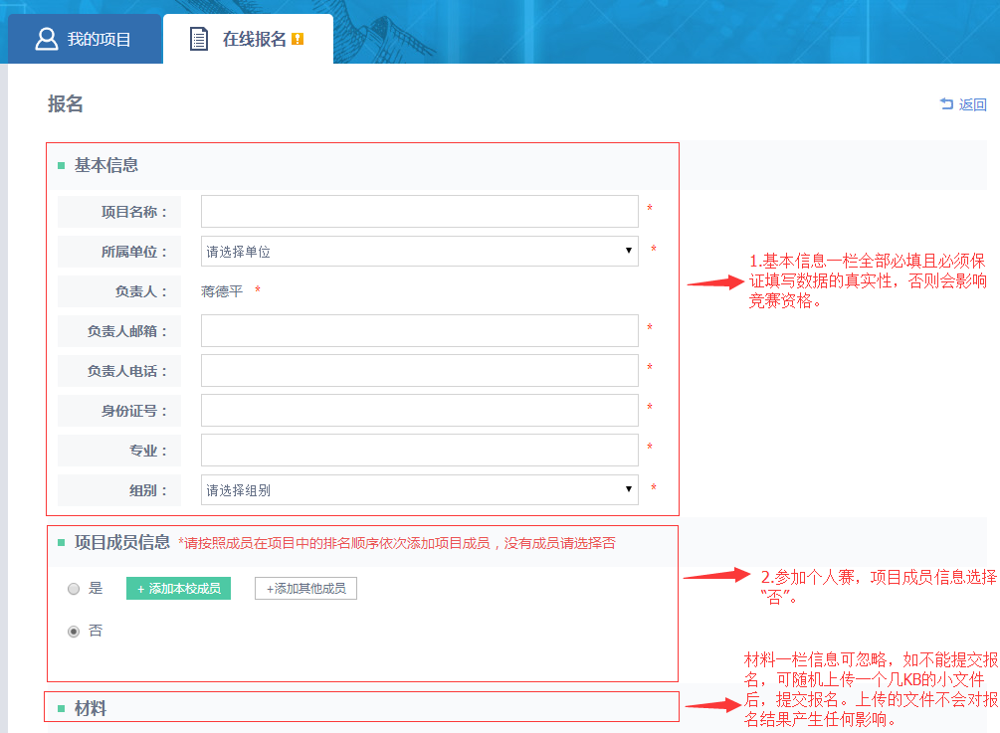 我的项目
在线报名
报名
返回
基本信息
项目名称：
*
所属单位：
请选择单位
*
负责人：
蒋德平 *
负责人邮箱：
*
负责人电话：
*
身份证号：
*
专业：
*
组别：
请选择组别
*
1.基本信息一栏全部必填且必须保
证填写数据的真实性，否则会影响
竞赛资格。
项目成员信息 *请按照成员在项目中的排名顺序依次添加项目成员，没有成员请选择否
是
+ 添加本校成员
+添加其他成员
否
2.参加个人赛，项目成员信息选择
“否”。
材料
材料一栏信息可忽略，如不能提交报
名，可随机上传一个几KB的小文件
后，提交报名。上传的文件不会对报
名结果产生任何影响。